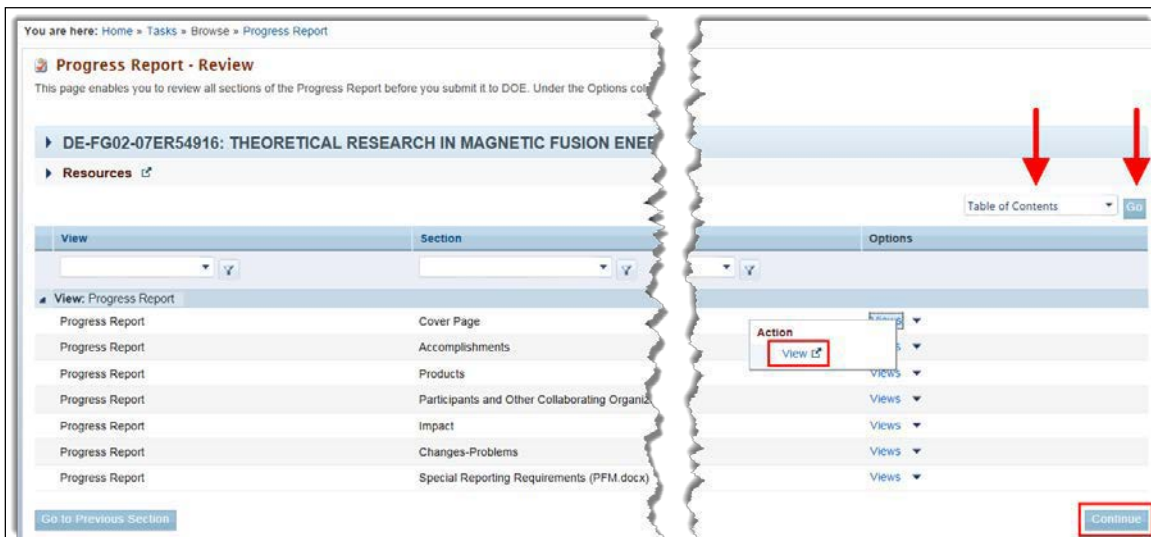 You are here: Home » Tasks » Browse » Progress Report
Progress Report - Review
This page enables you to review all sections of the Progress Report before you submit it to DOE. Under the Options
DE-FG02-07ER54916: THEORETICAL RESEARCH IN MAGNETIC FUSION
Resources
Table of Contents Go
View Section Options
View: Progress Report
Progress Report Cover Page Views
Action
View
Progress Report Accomplishments
Progress Report Products Views
Progress Report Participants and Other Collaborating Views
Progress Report Impact Views
Progress Report Changes-Problems Views
Progress Report Special Reporting Requirements (PFM.docx) Views
Go to Previous Section Continue